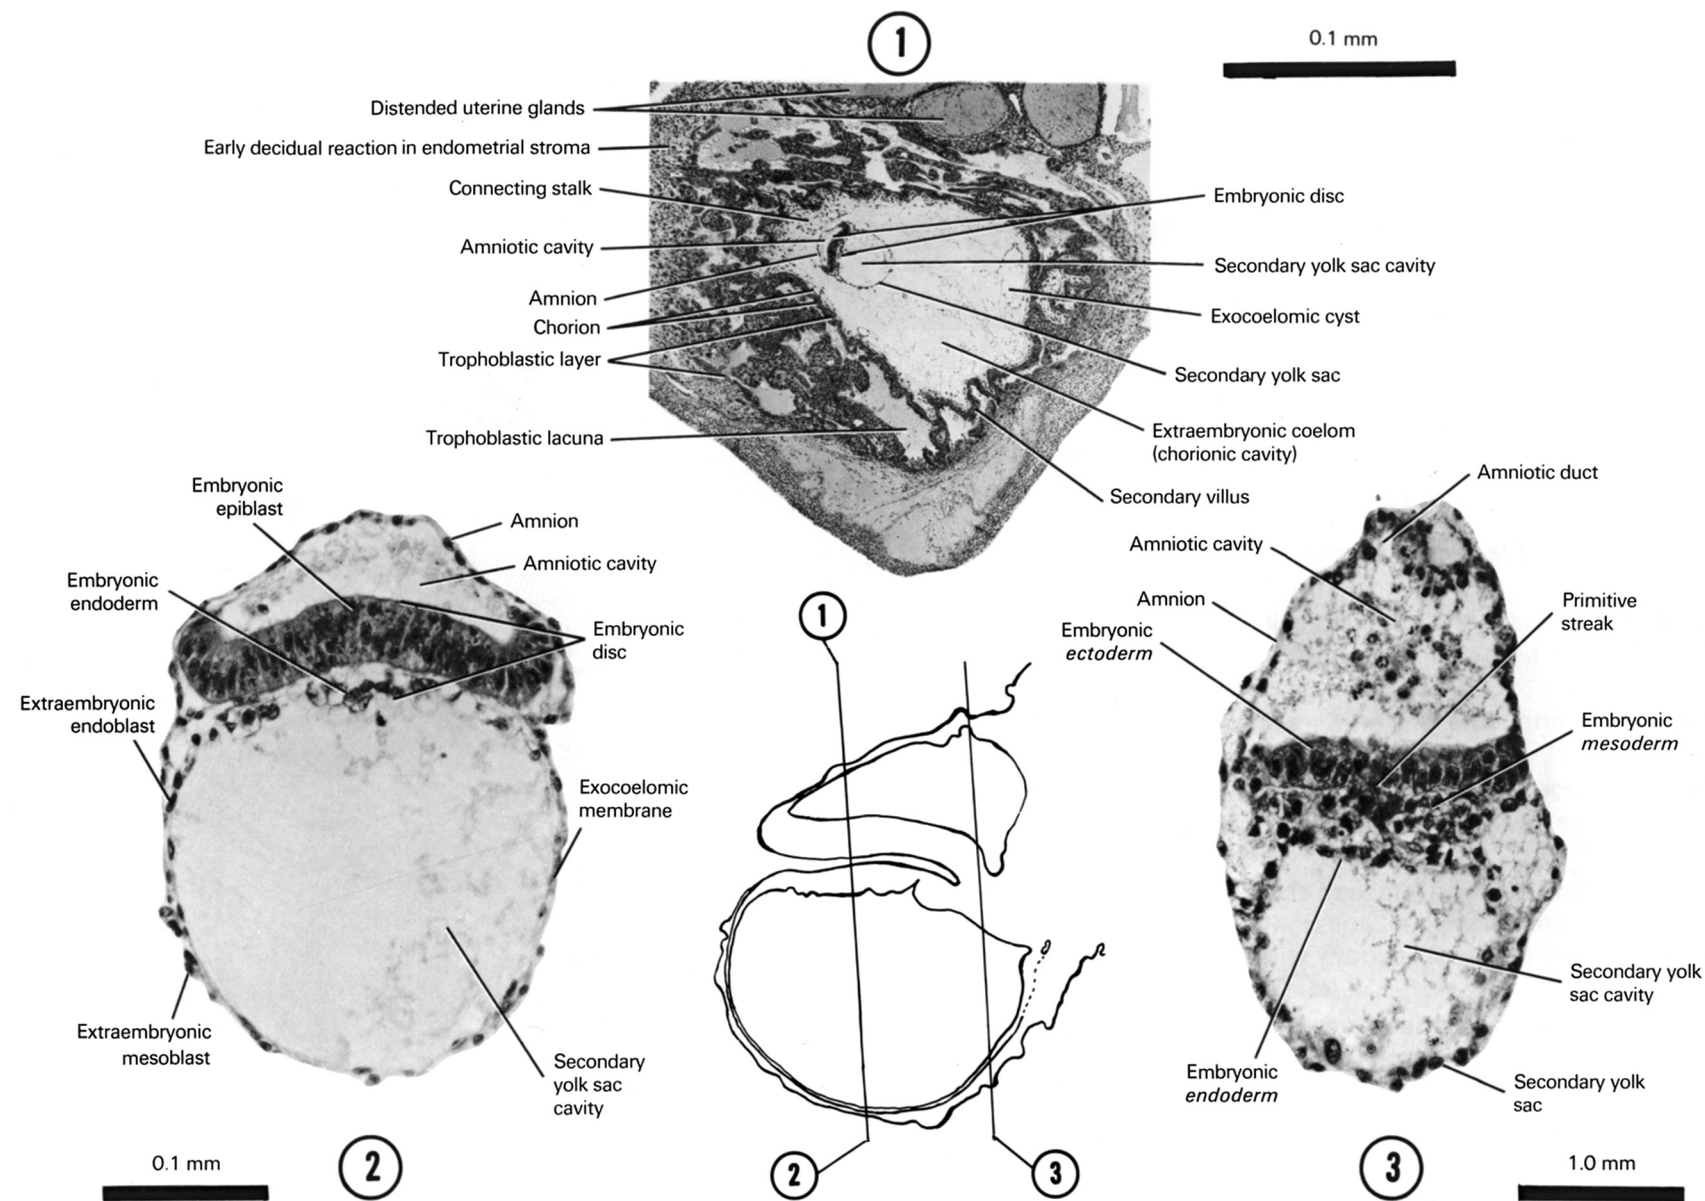 1
0.1 mm
Distended uterine glands
Early decidual reaction in endometrial stroma
Connecting stalk
Amniotic cavity
Amnion
Chorion
Trophoblastic layer
Trophoblastic lacuna
Embryonic disc
Secondary yolk sac cavity
Exocoelomic cyst
Secondary yolk sac
Extraembryonic coelom
(chorionic cavity)
Secondary villus
Embryonic
epiblast
Amnion
Amniotic cavity
Embryonic
endoderm
Embryonic
disc
Extraembryonic
endoblast
Exocoelomic
membrane
Extraembryonic
mesoblast
Secondary
yolk sac
cavity
0.1 mm
2
1
2
3
Amniotic duct
Amniotic cavity
Amnion
Primitive
streak
Embryonic
ectoderm
Embryonic
mesoderm
Secondary yolk
sac cavity
Embryonic
endoderm
Secondary yolk
sac
3
1.0 mm